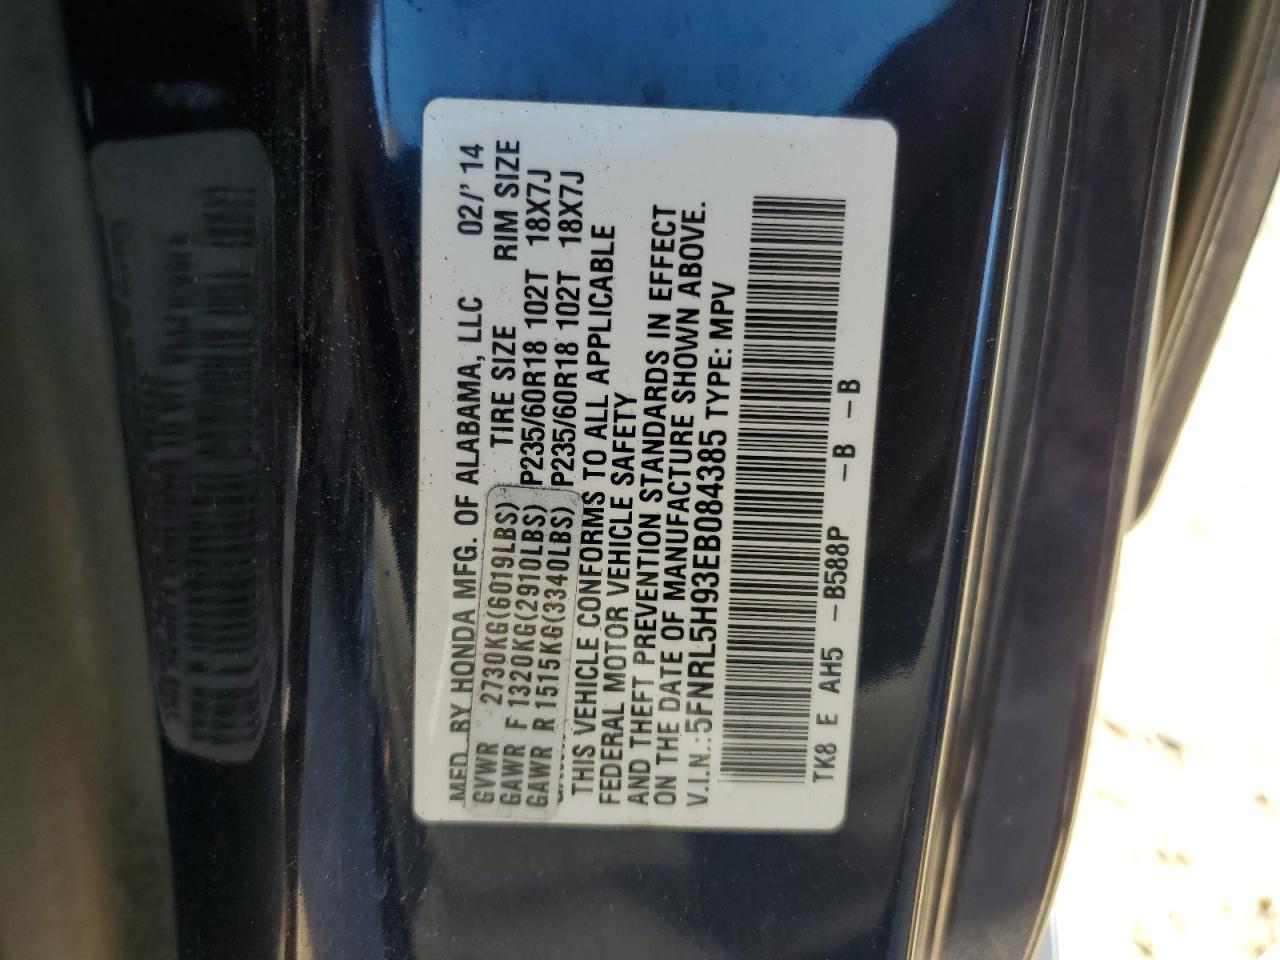 MFD. BY HONDA MFG. OF ALABAMA, LLC 02/' 14
GVWR 2730KG(6019LBS) TIRE SIZE RIM SIZE
GAWR F 1320KG(2910LBS) P235/60R18 102T 18X7J
GAWR R 1515KG(3340LBS) P235/60R18 102T 18X7J
THIS VEHICLE CONFORMS TO ALL APPLICABLE
FEDERAL MOTOR VEHICLE SAFETY
AND THEFT PREVENTION STANDARDS IN EFFECT
ON THE DATE OF MANUFACTURE SHOWN ABOVE.
V.I.N.:5FNRL5H93EB084385 TYPE: MPV
TK8 E AH5 -B588P -B -B